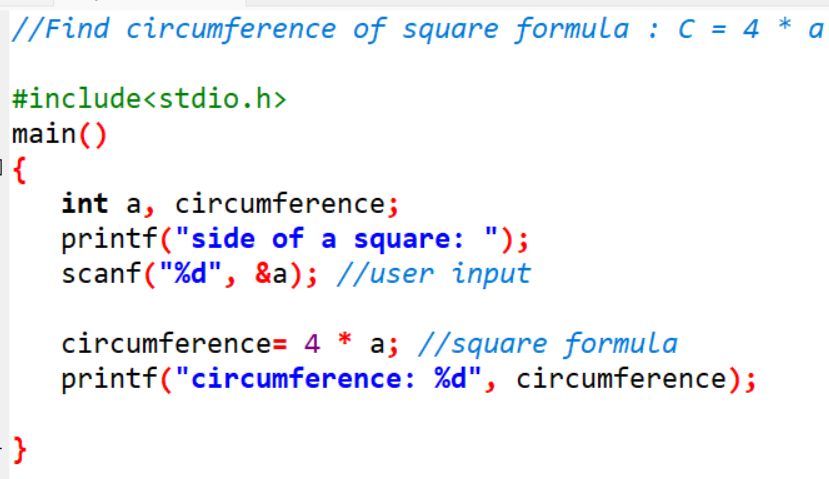 //Find circumference of square formula : C = 4 * a
#include<stdio.h>
main()
{
int a, circumference;
printf("side of a square: ");
scanf("%d", &a); //user input
circumference= 4 * a; //square formula
printf("circumference: %d", circumference);
}